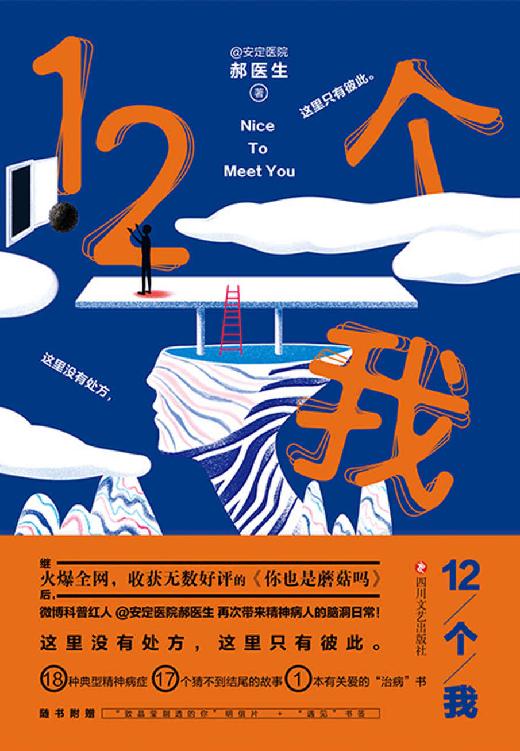 @安定医院
郝医生
著
Nice
To
Meet You
12个我
这里只有彼此。
这里没有处方，
继
火爆全网，收获无数好评的《你也是蘑菇吗》
后，
微博科普红人 @安定医院郝医生 再次带来精神病人的脑洞日常！
这里没有处方，这里只有彼此。
18种典型精神病症 17个猜不到结尾的故事 1本有关爱的“治病”书
随书附赠 “致晶莹剔透的你”明信片 + “遇见”书签
四川文艺出版社
12/个/我